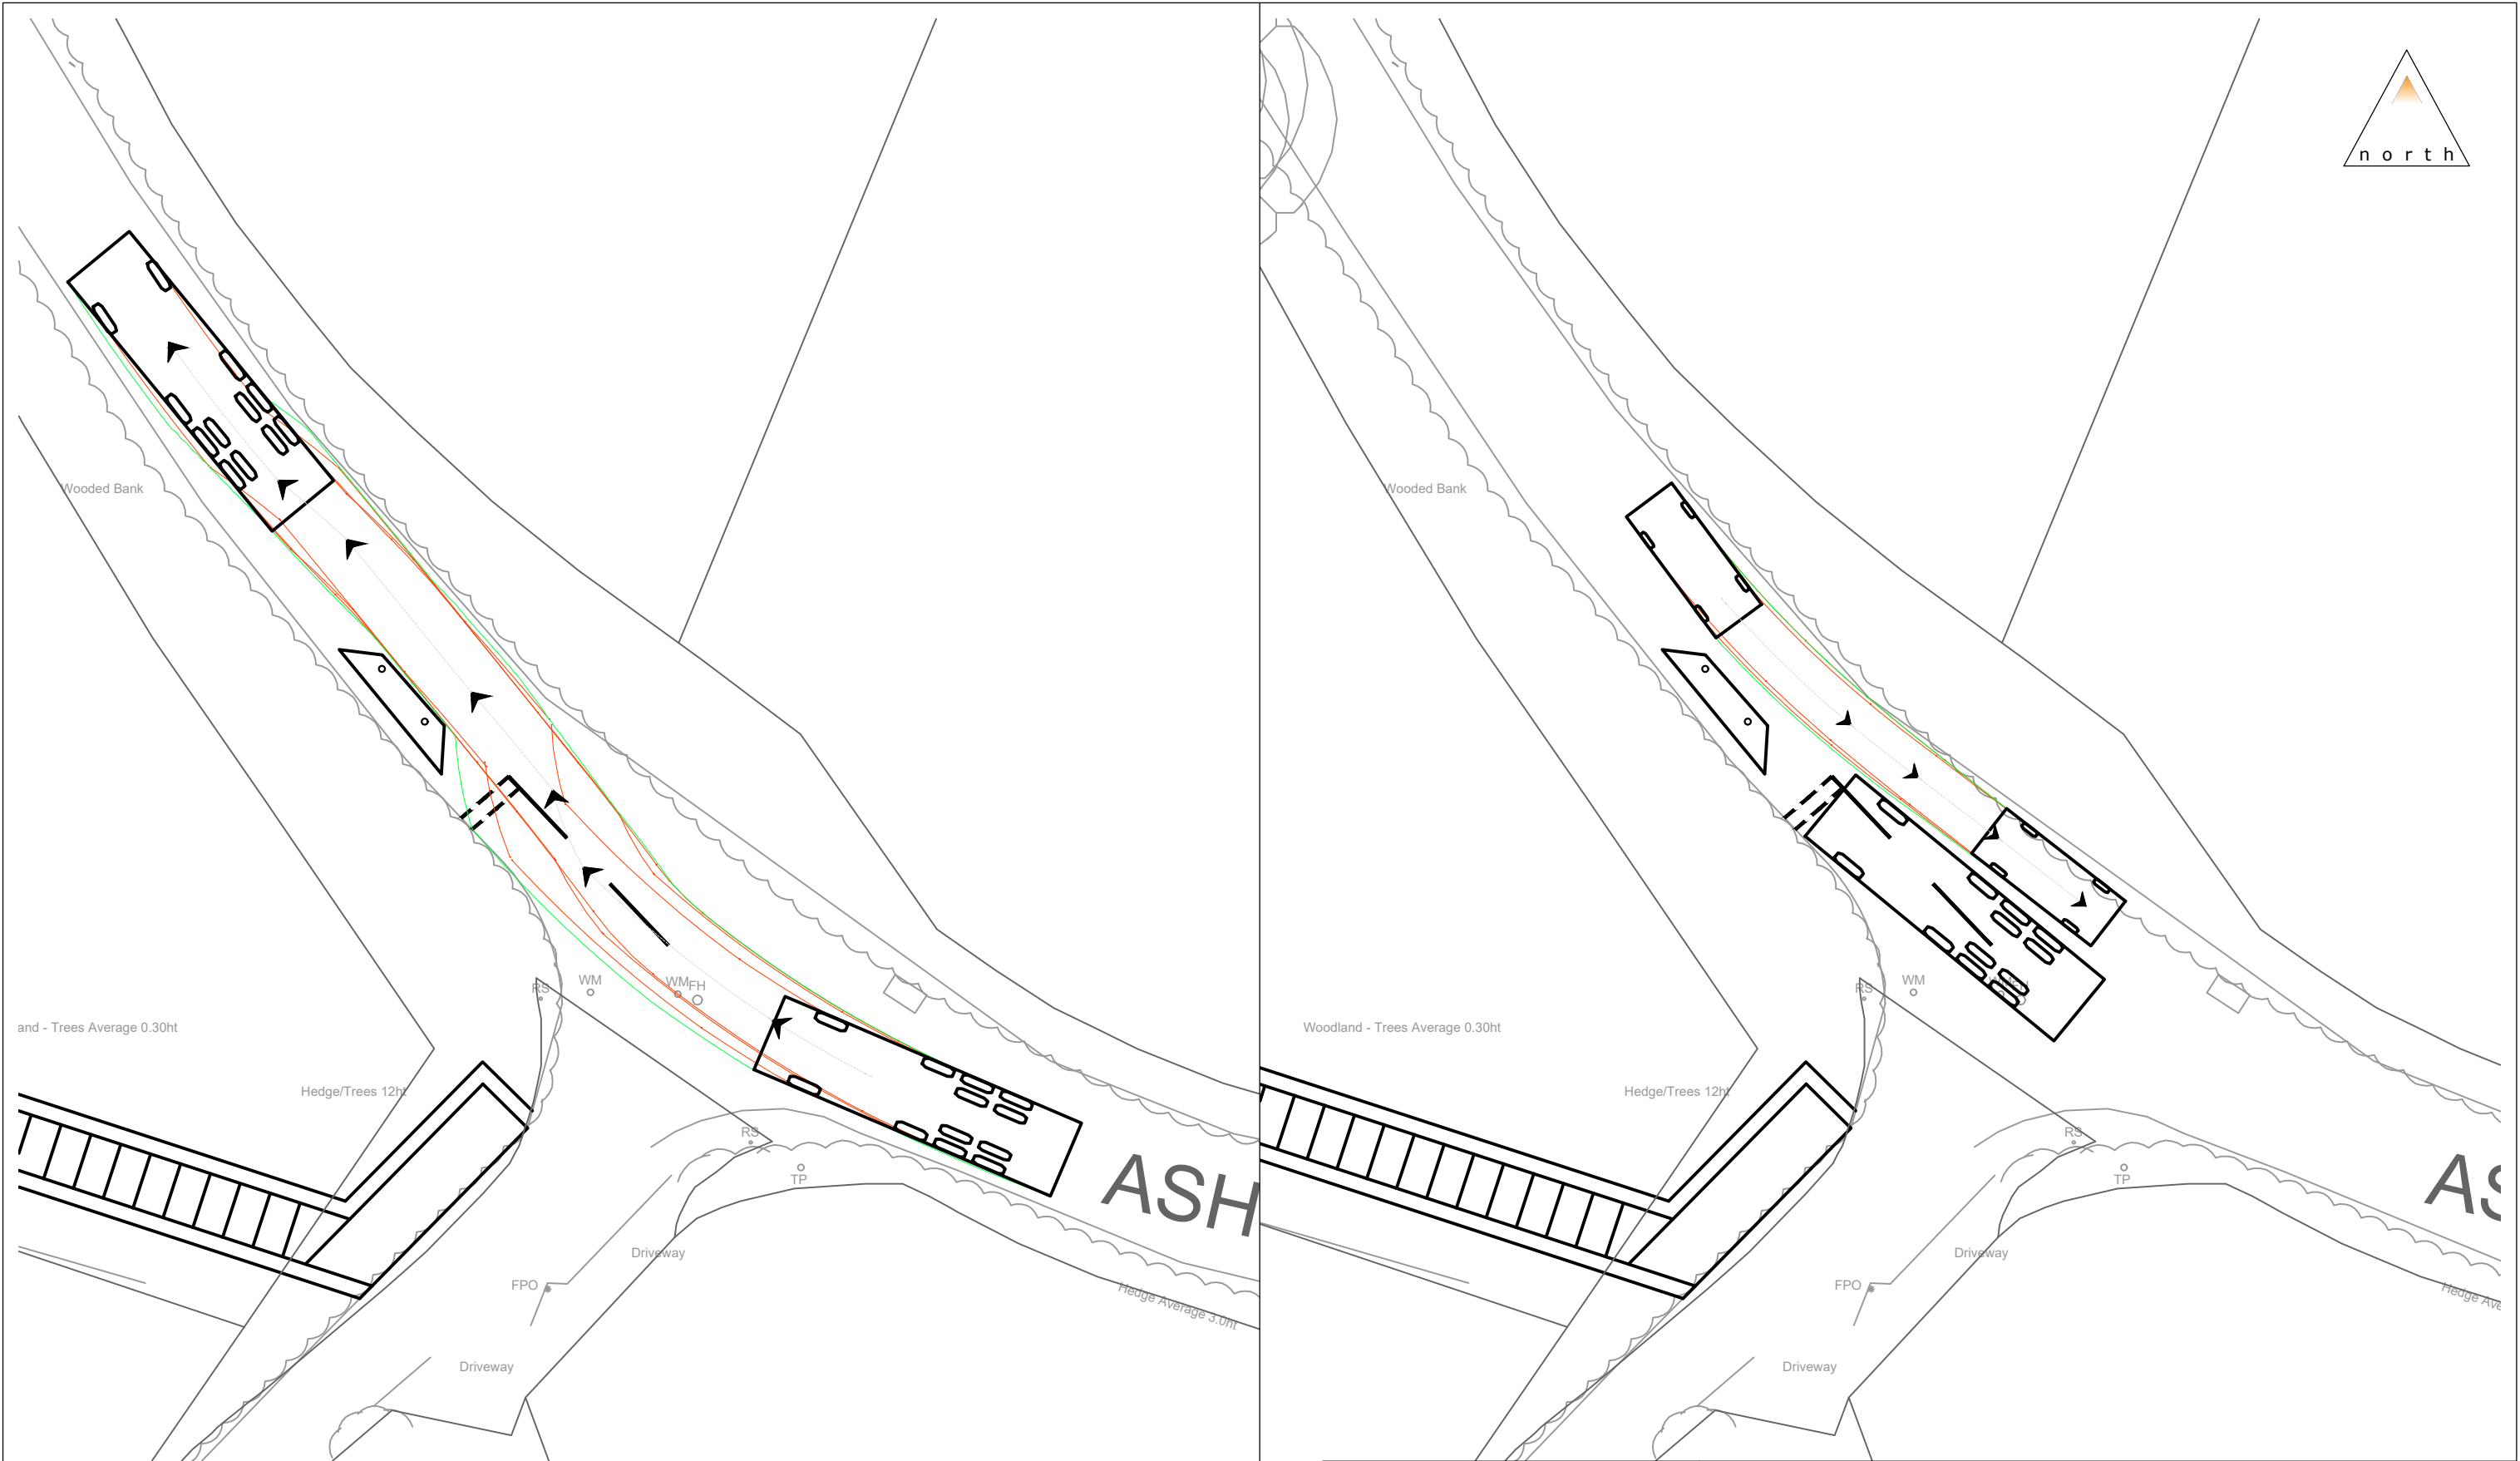 Wooded Bank
WM
WM
FH
RS
and - Trees Average 0.30ht
Hedge/Trees 12ht
RS
TP
ASH
Driveway
FPO
Hedge Average 3.0ht
Driveway
north
Wooded Bank
WM
RS
Woodland - Trees Average 0.30ht
Hedge/Trees 12ht
RS
TP
AS
Driveway
FPO
Hedge Ave
Driveway